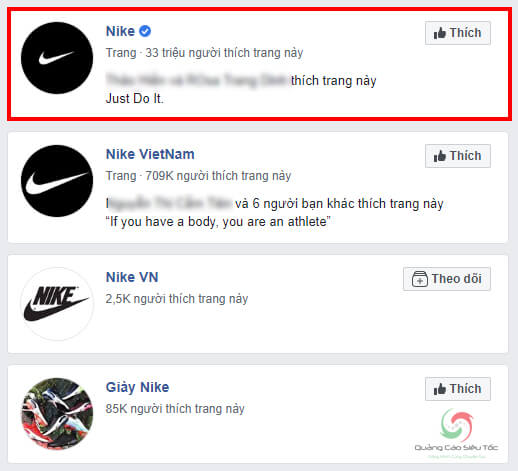 Nike
Thích
Trang · 33 triệu người thích trang này
thích trang này
Just Do It.
Nike VietNam
Thích
Trang · 709K người thích trang này
và 6 người bạn khác thích trang này
“If you have a body, you are an athlete”
NIKE
Nike VN
Theo dõi
2,5K người thích trang này
Giày Nike
Thích
85K người thích trang này
Quảng Cáo Siêu Tốc